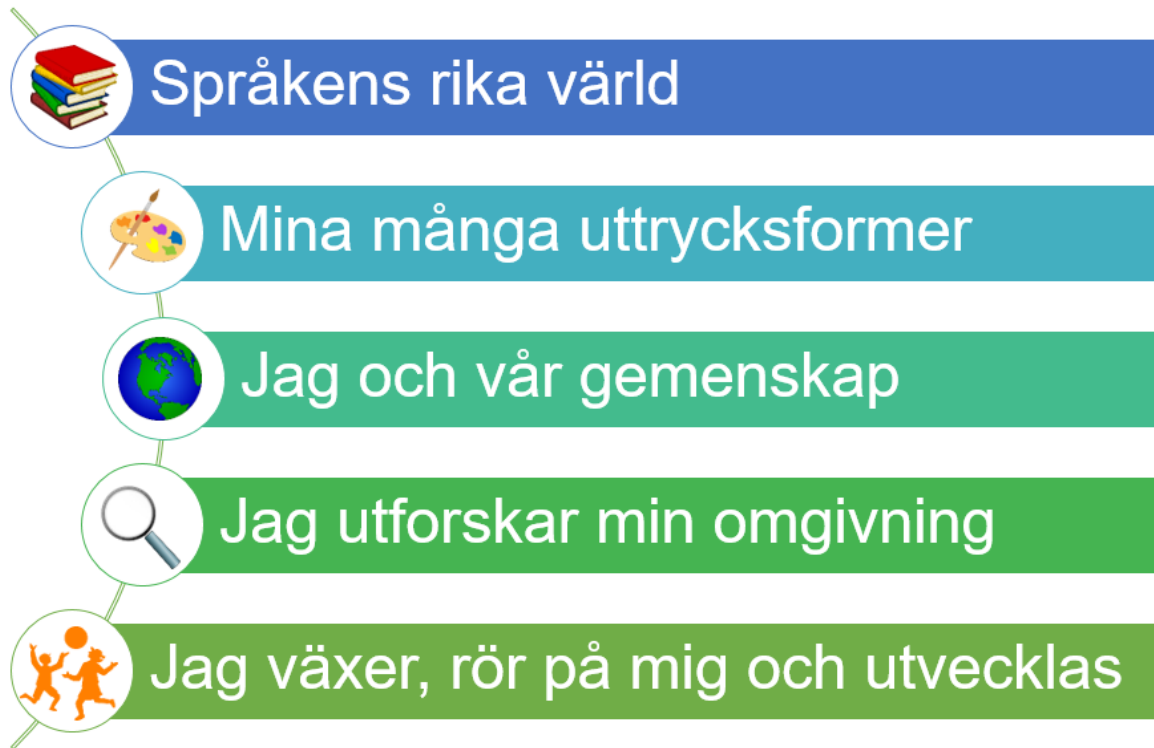 Språkens rika värld
Mina många uttrycksformer
Jag och vår gemenskap
Jag utforskar min omgivning
Jag växer, rör på mig och utvecklas